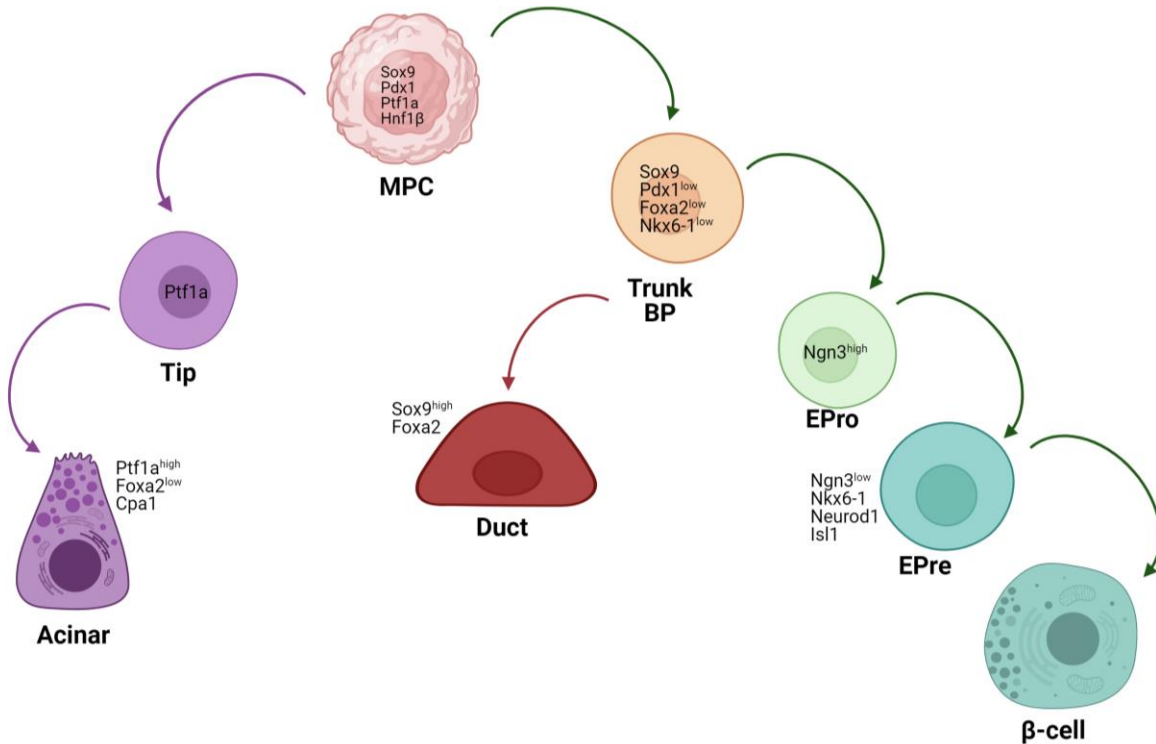 Sox9
Pdx1
Ptf1a
Hnf1β
MPC
Sox9
Pdx1low
Foxa2low
Nkx6-1low
Trunk
BP
Ptf1a
Tip
Ngn3high
EPro
Sox9high
Foxa2
Duct
Ptf1ahigh
Foxa2low
Cpa1
Acinar
Ngn3low
Nkx6-1
Neurod1
Isl1
EPre
β-cell